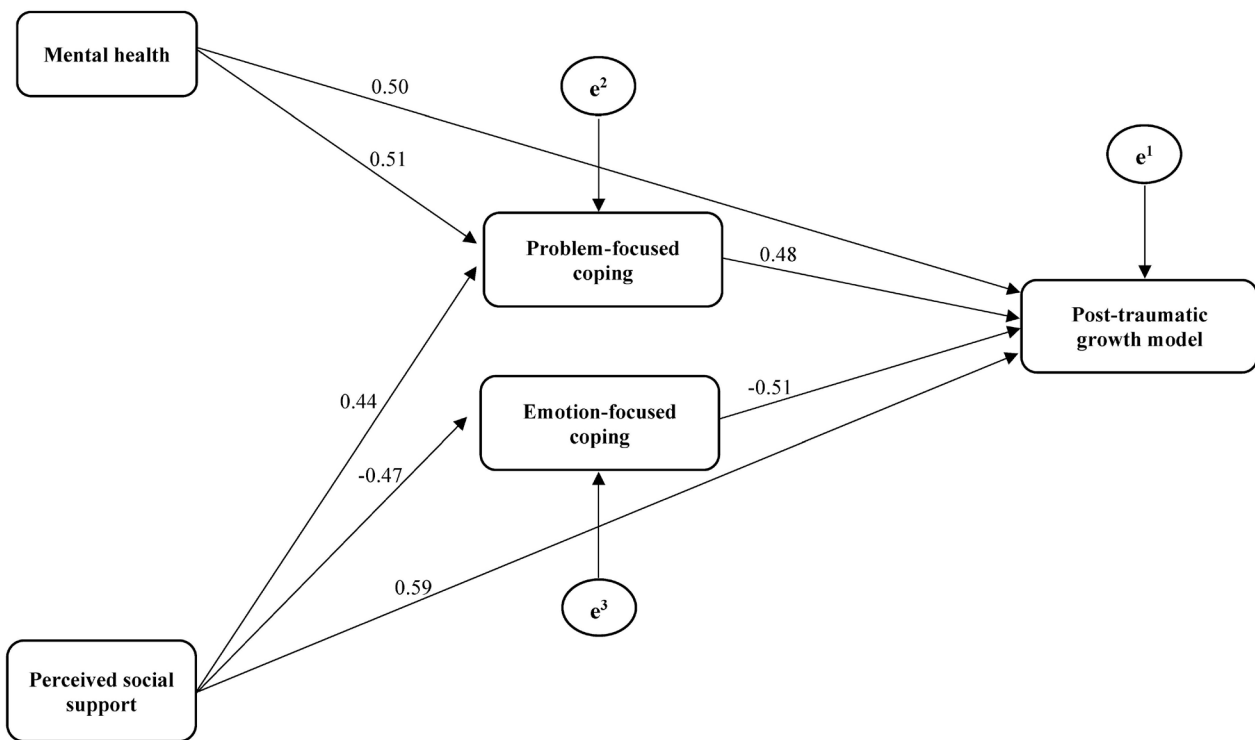 Mental health
0.50
e²
0.51
e¹
Problem-focused
coping
0.48
Post-traumatic
growth model
0.44
Emotion-focused
coping
-0.51
-0.47
0.59
e³
Perceived social
support